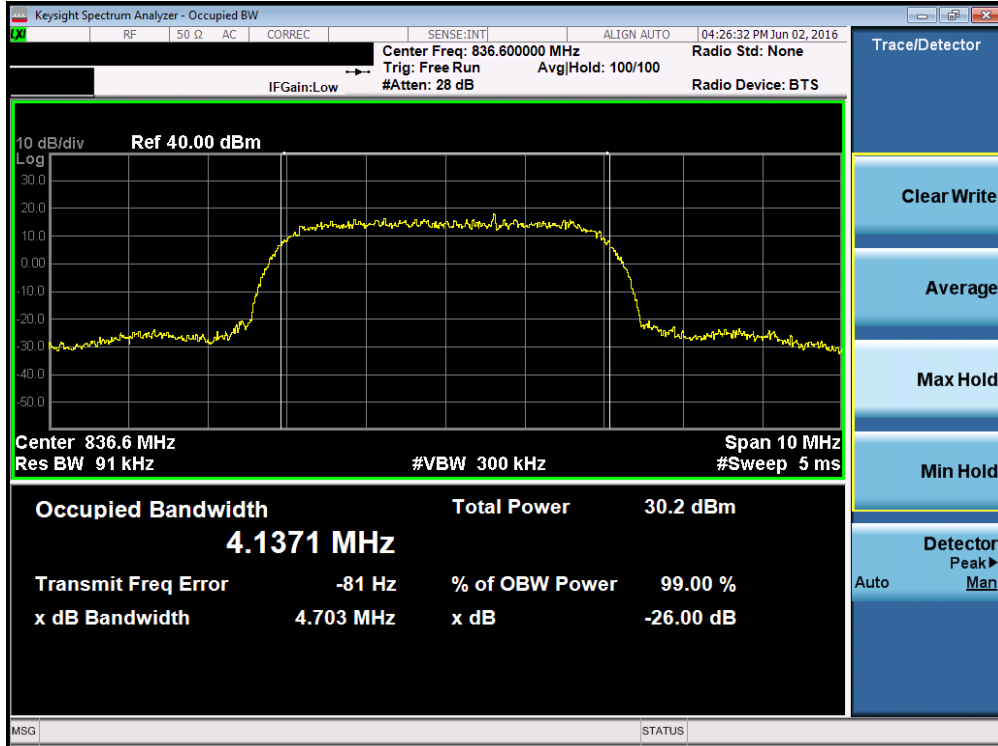 Keysight Spectrum Analyzer - Occupied BW
LXI RF 50 Ω AC CORREC SENSE:INT ALIGN AUTO 04:26:32 PM Jun 02, 2016
Center Freq: 836.600000 MHz Radio Std: None
Trig: Free Run Avg|Hold: 100/100
IFGain:Low #Atten: 28 dB Radio Device: BTS
10 dB/div Ref 40.00 dBm
Log
30.0
20.0
10.0
0.00
-10.0
-20.0
-30.0
-40.0
-50.0
Center 836.6 MHz Span 10 MHz
Res BW 91 kHz #VBW 300 kHz #Sweep 5 ms
Occupied Bandwidth Total Power 30.2 dBm
4.1371 MHz
Transmit Freq Error -81 Hz % of OBW Power 99.00 %
x dB Bandwidth 4.703 MHz x dB -26.00 dB
MSG STATUS
Trace/Detector
Clear Write
Average
Max Hold
Min Hold
Detector
Peak▶
Auto Man